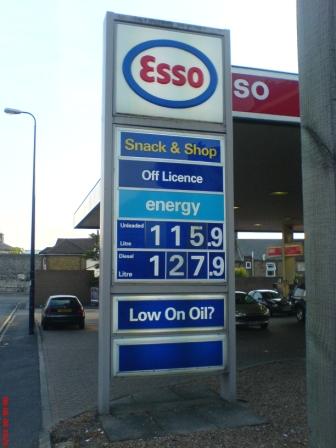 Esso
SO
Snack & Shop
Off Licence
energy
Unleaded
Litre 115.9
Diesel
Litre 127.9
Low On Oil?